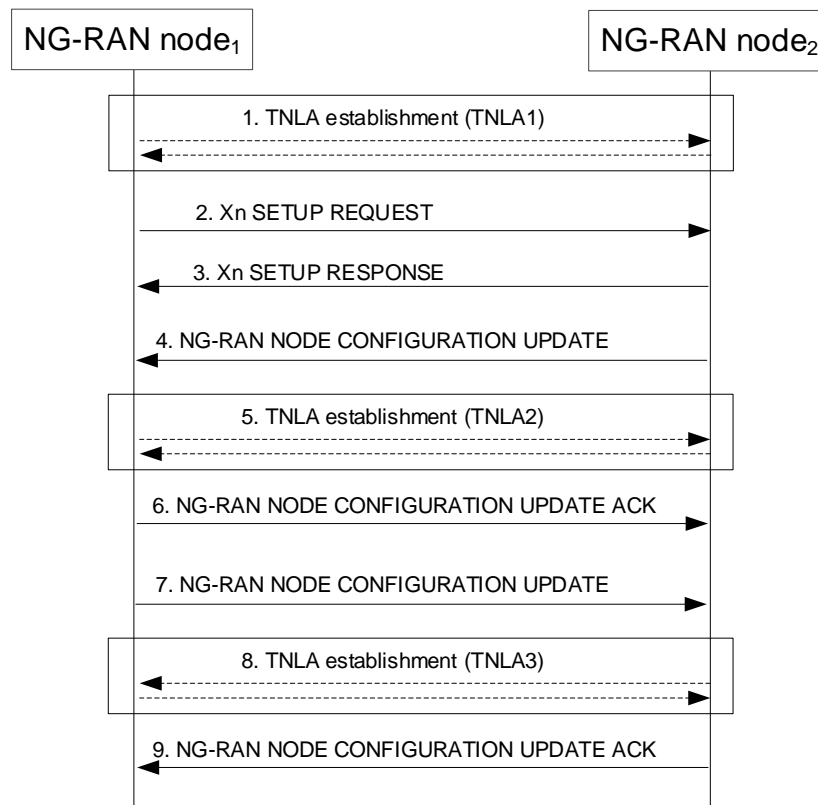 NG-RAN node₁
NG-RAN node₂
1. TNLA establishment (TNLA1)
2. Xn SETUP REQUEST
3. Xn SETUP RESPONSE
4. NG-RAN NODE CONFIGURATION UPDATE
5. TNLA establishment (TNLA2)
6. NG-RAN NODE CONFIGURATION UPDATE ACK
7. NG-RAN NODE CONFIGURATION UPDATE
8. TNLA establishment (TNLA3)
9. NG-RAN NODE CONFIGURATION UPDATE ACK